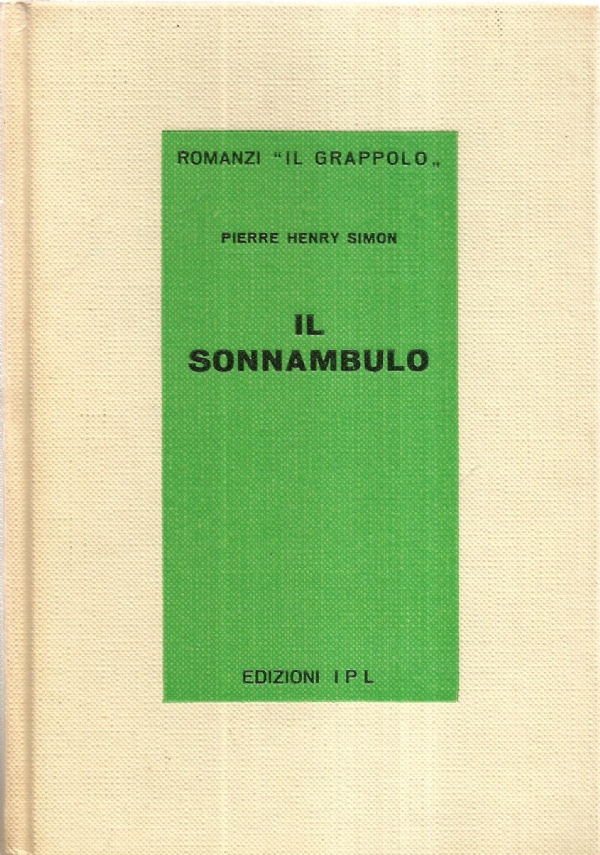 ROMANZI “IL GRAPPOLO„
PIERRE HENRY SIMON
IL
SONNAMBULO
EDIZIONI I P L